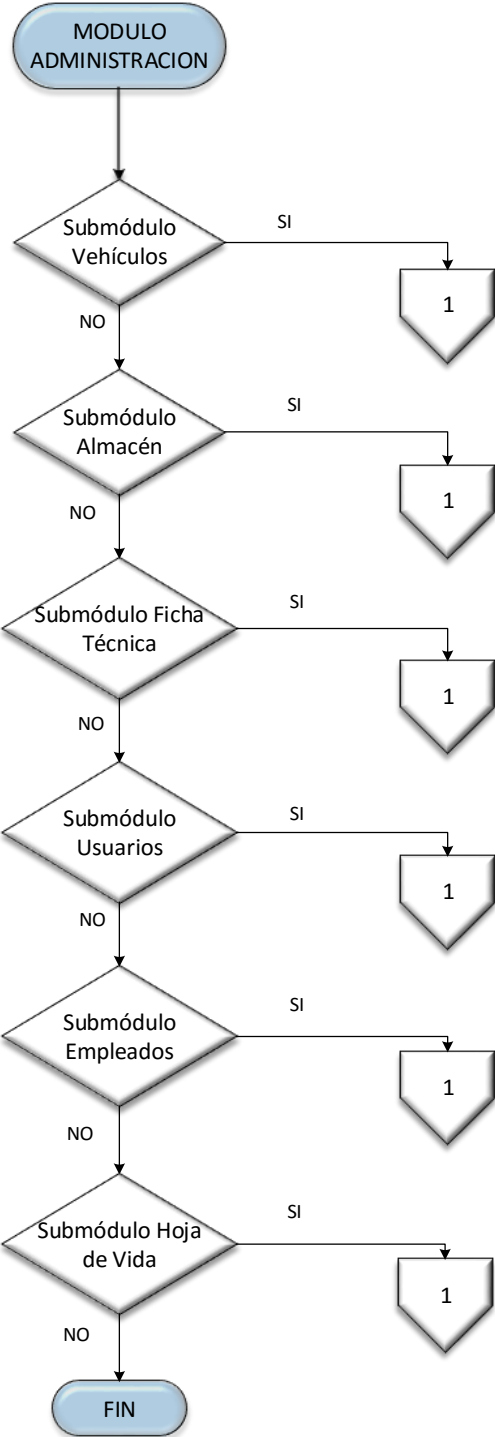 MODULO
ADMINISTRACION
Submódulo
Vehículos
SI
1
NO
Submódulo
Almacén
SI
1
NO
Submódulo Ficha
Técnica
SI
1
NO
Submódulo
Usuarios
SI
1
NO
Submódulo
Empleados
SI
1
NO
Submódulo Hoja
de Vida
SI
1
NO
FIN